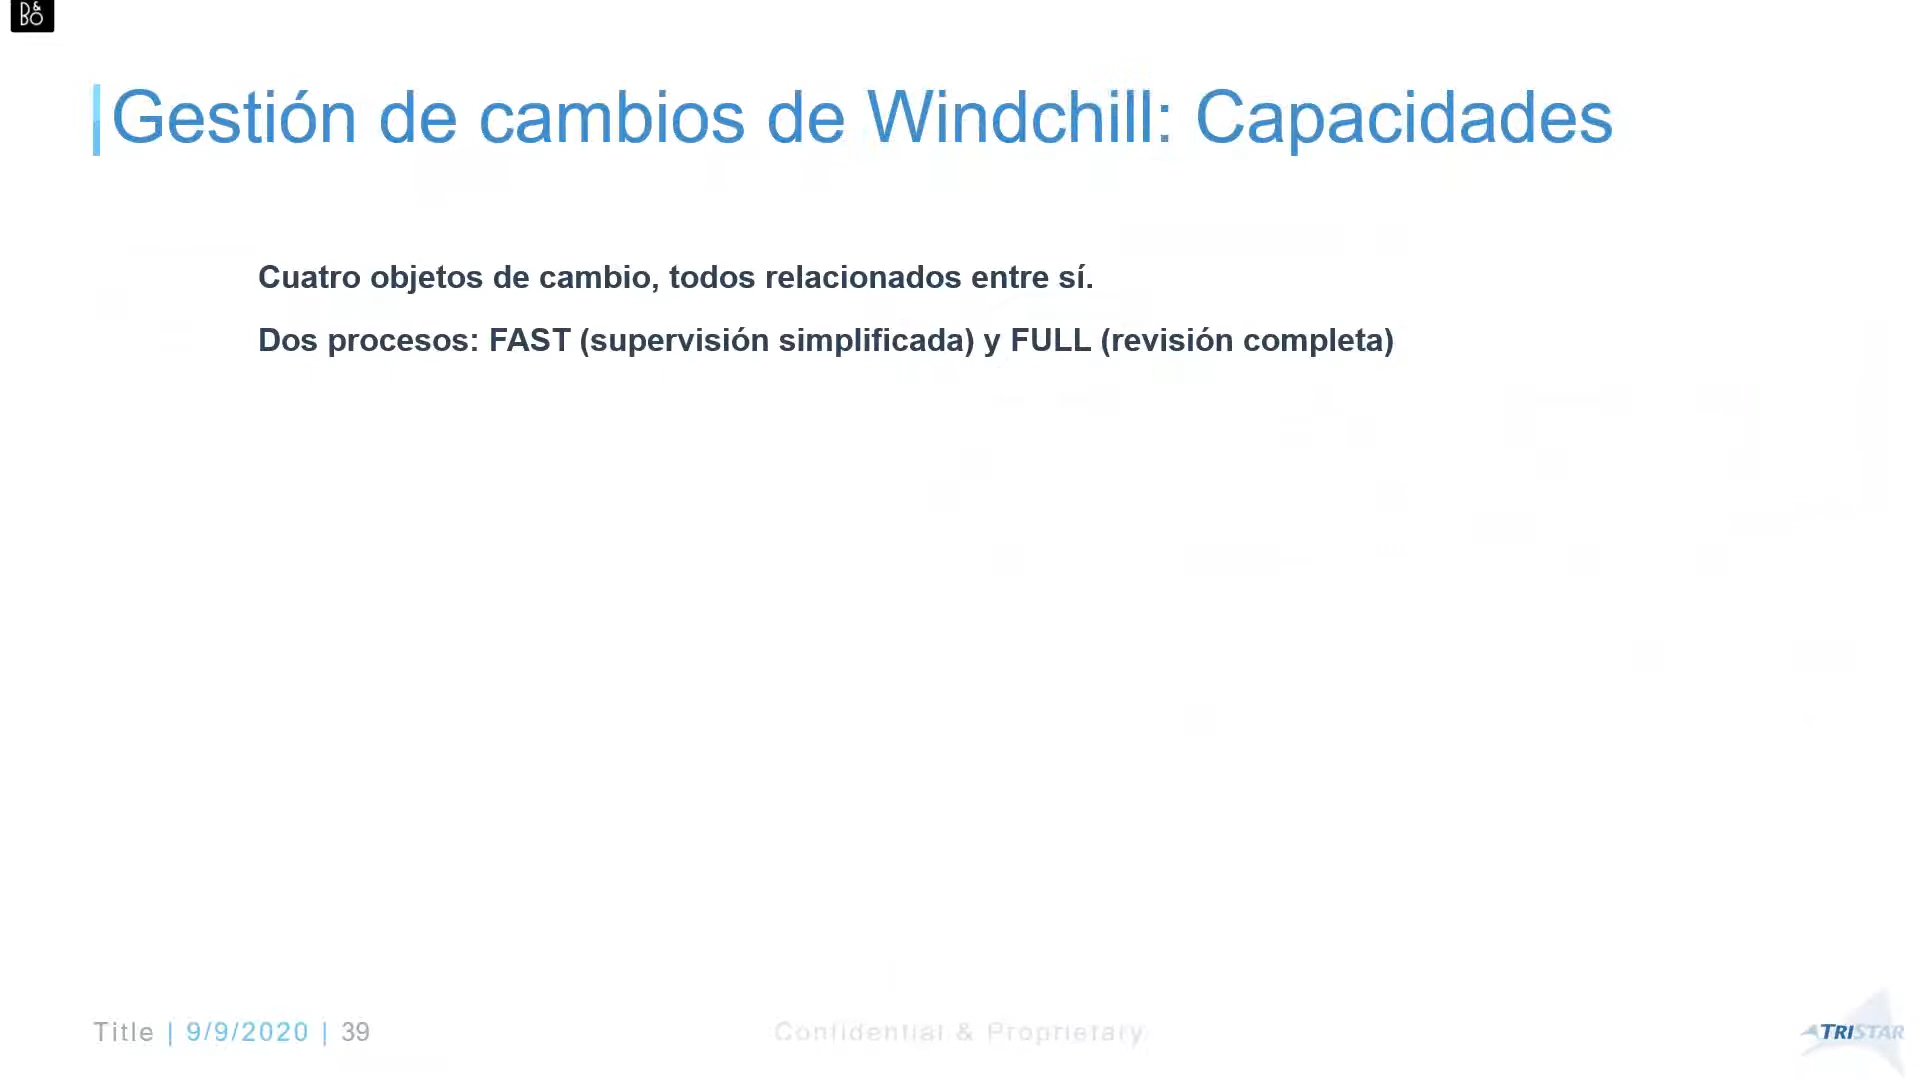 B&O
Gestión de cambios de Windchill: Capacidades
Cuatro objetos de cambio, todos relacionados entre sí.
Dos procesos: FAST (supervisión simplificada) y FULL (revisión completa)
Title | 9/9/2020 | 39
Confidential & Proprietary
TRISTAR